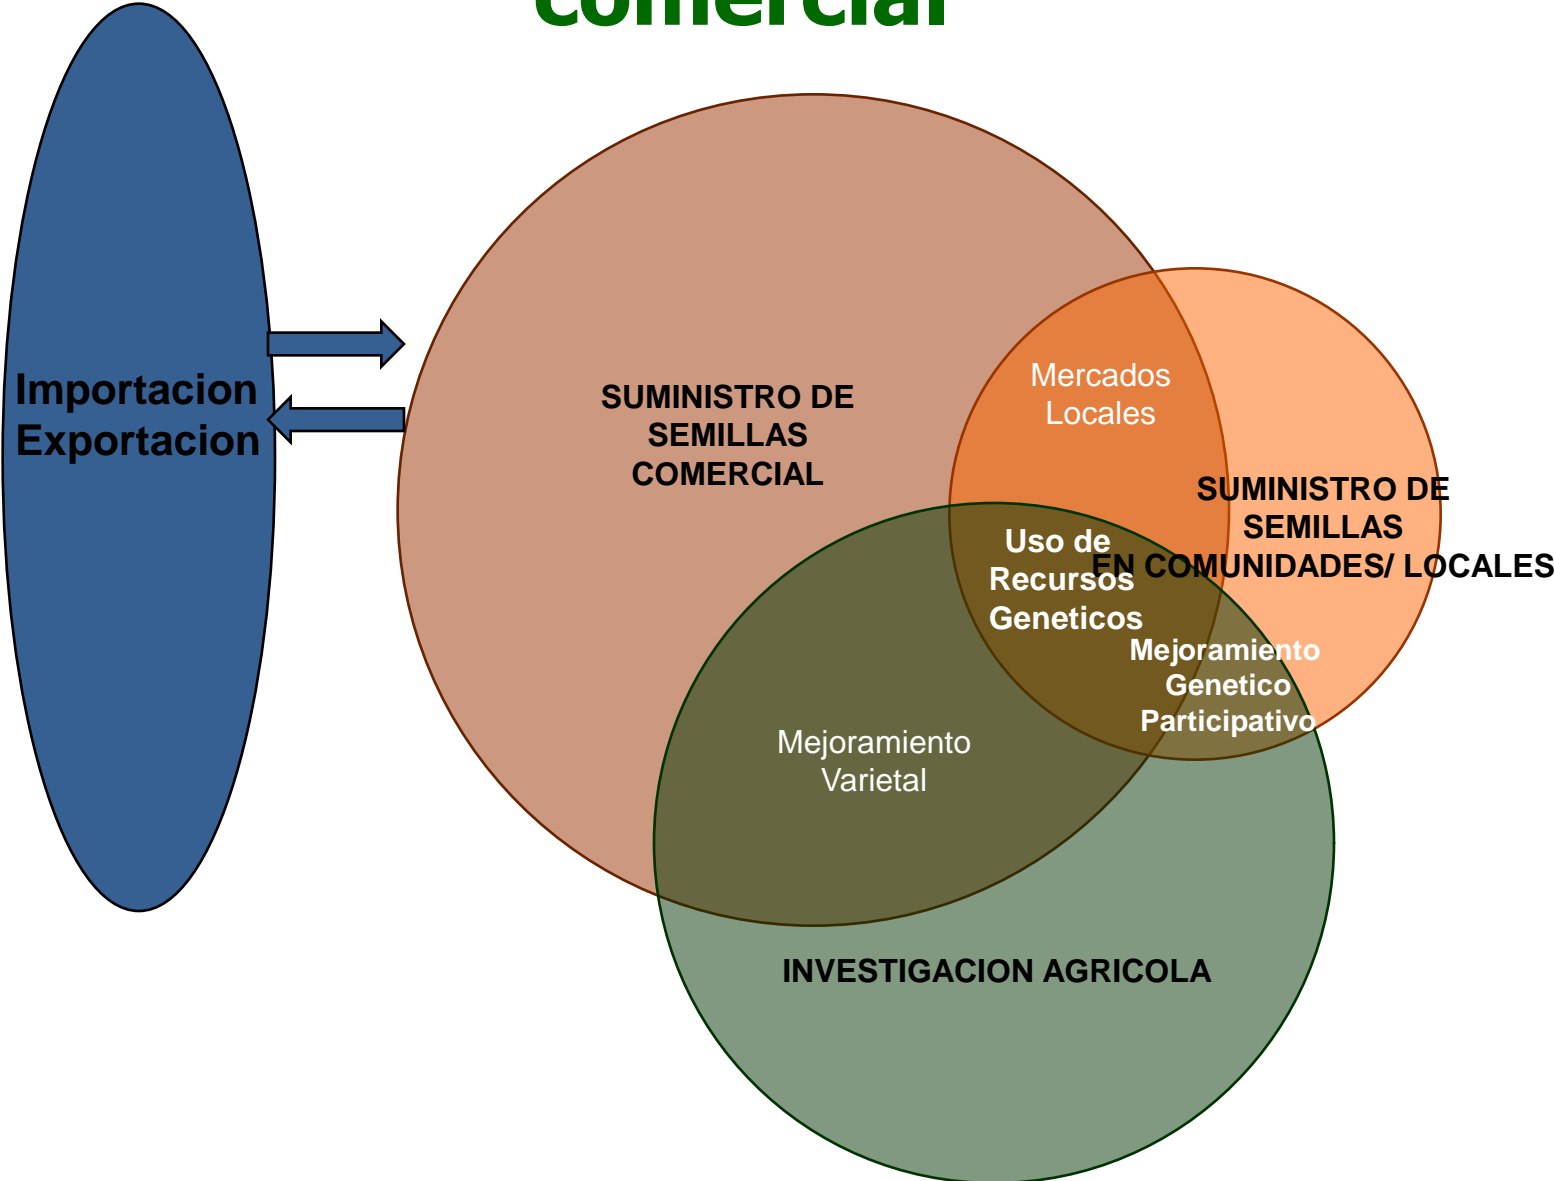 comercial
Importacion
Exportacion
SUMINISTRO DE
SEMILLAS
COMERCIAL
Mercados
Locales
SUMINISTRO DE
SEMILLAS
EN COMUNIDADES/ LOCALES
Uso de
Recursos
Geneticos
Mejoramiento
Genetico
Participativo
Mejoramiento
Varietal
INVESTIGACION AGRICOLA